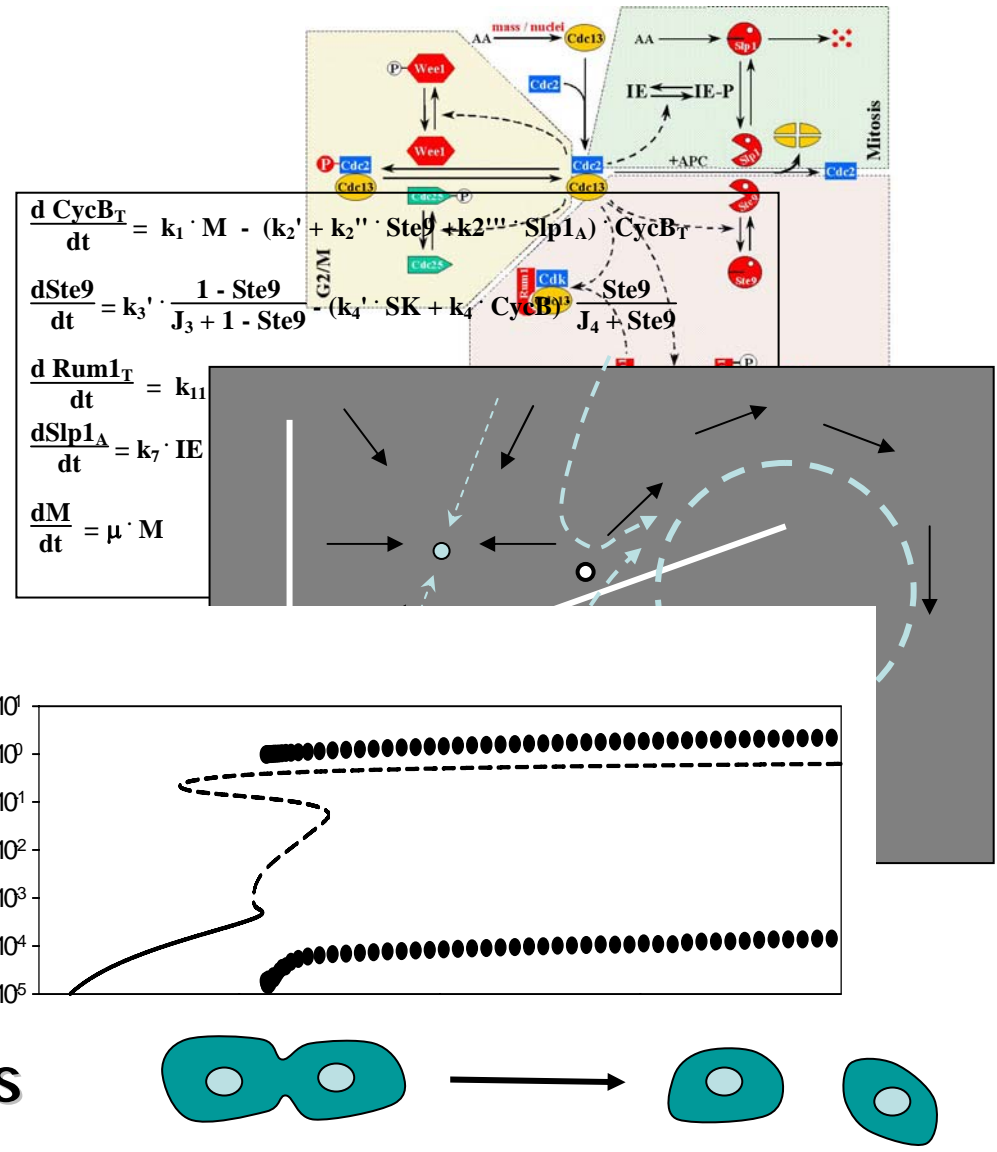 mass / nuclei
AA
Cdc13
Cdc2
P
Wee1
Wee1
P
Cdc2
Cdc13
Cdc25
P
Cdc25
G2/M
Cdc2
Cdc13
AA
Slp1
IE
IE-P
Slp1
+APC
Cdc2
Mitosis
Ste9
Ste9
Rum1
Cdk
Cdc13
P
d CycB_T
dt
= k_1 · M - (k_2' + k_2'' · Ste9 +k2''' · Slp1_A) · CycB_T
dSte9
dt
= k_3' · 
1 - Ste9
J_3 + 1 - Ste9
- (k_4' · SK + k_4 · CycB) ·
Ste9
J_4 + Ste9
d Rum1_T
dt
= k_11
dSlp1_A
dt
= k_7 · IE
dM
dt
= μ · M
10^1
10^0
10^-1
10^-2
10^-3
10^-4
10^-5
s